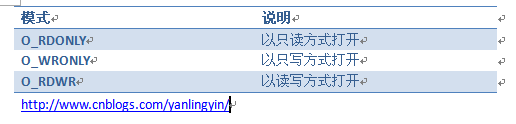 模式 说明
O_RDONLY 以只读方式打开
O_WRONLY 以只写方式打开
O_RDWR 以读写方式打开
http://www.cnblogs.com/yanlingyin/